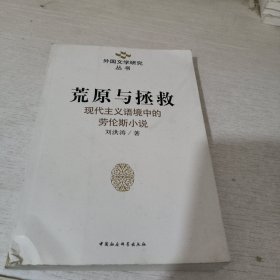 外国文学研究
丛书
荒原与拯救
现代主义语境中的
劳伦斯小说
刘洪涛／著
中国社会科学出版社